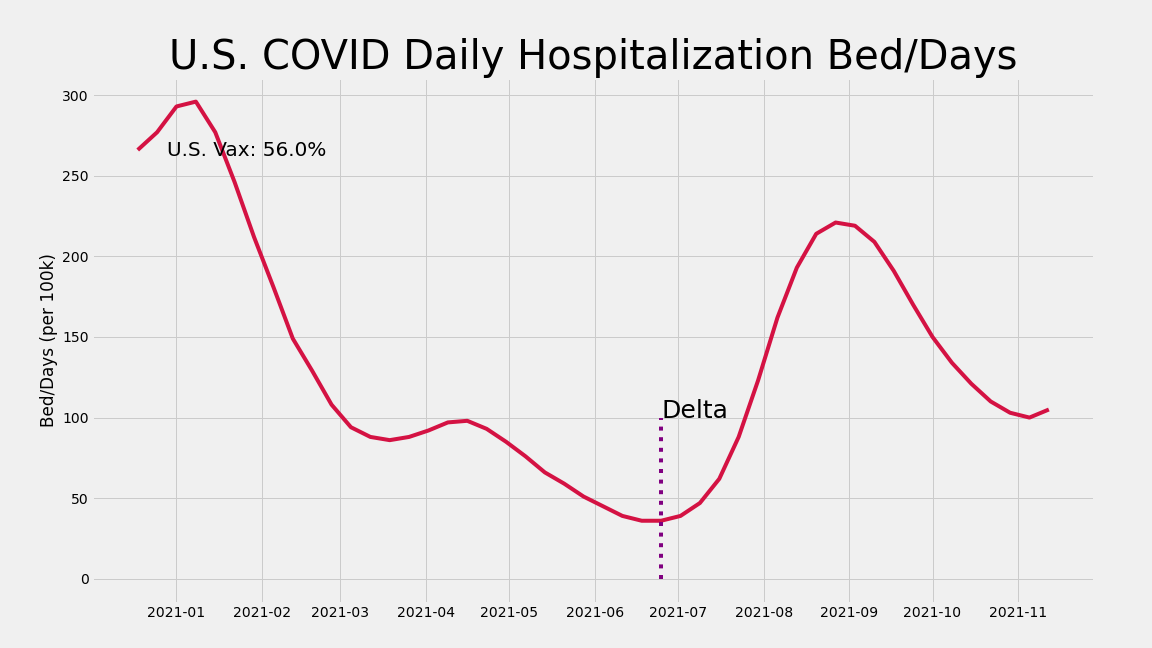 U.S. COVID Daily Hospitalization Bed/Days
300
U.S. Vax: 56.0%
250
200
Bed/Days (per 100k)
150
100
Delta
50
0
2021-01 2021-02 2021-03 2021-04 2021-05 2021-06 2021-07 2021-08 2021-09 2021-10 2021-11